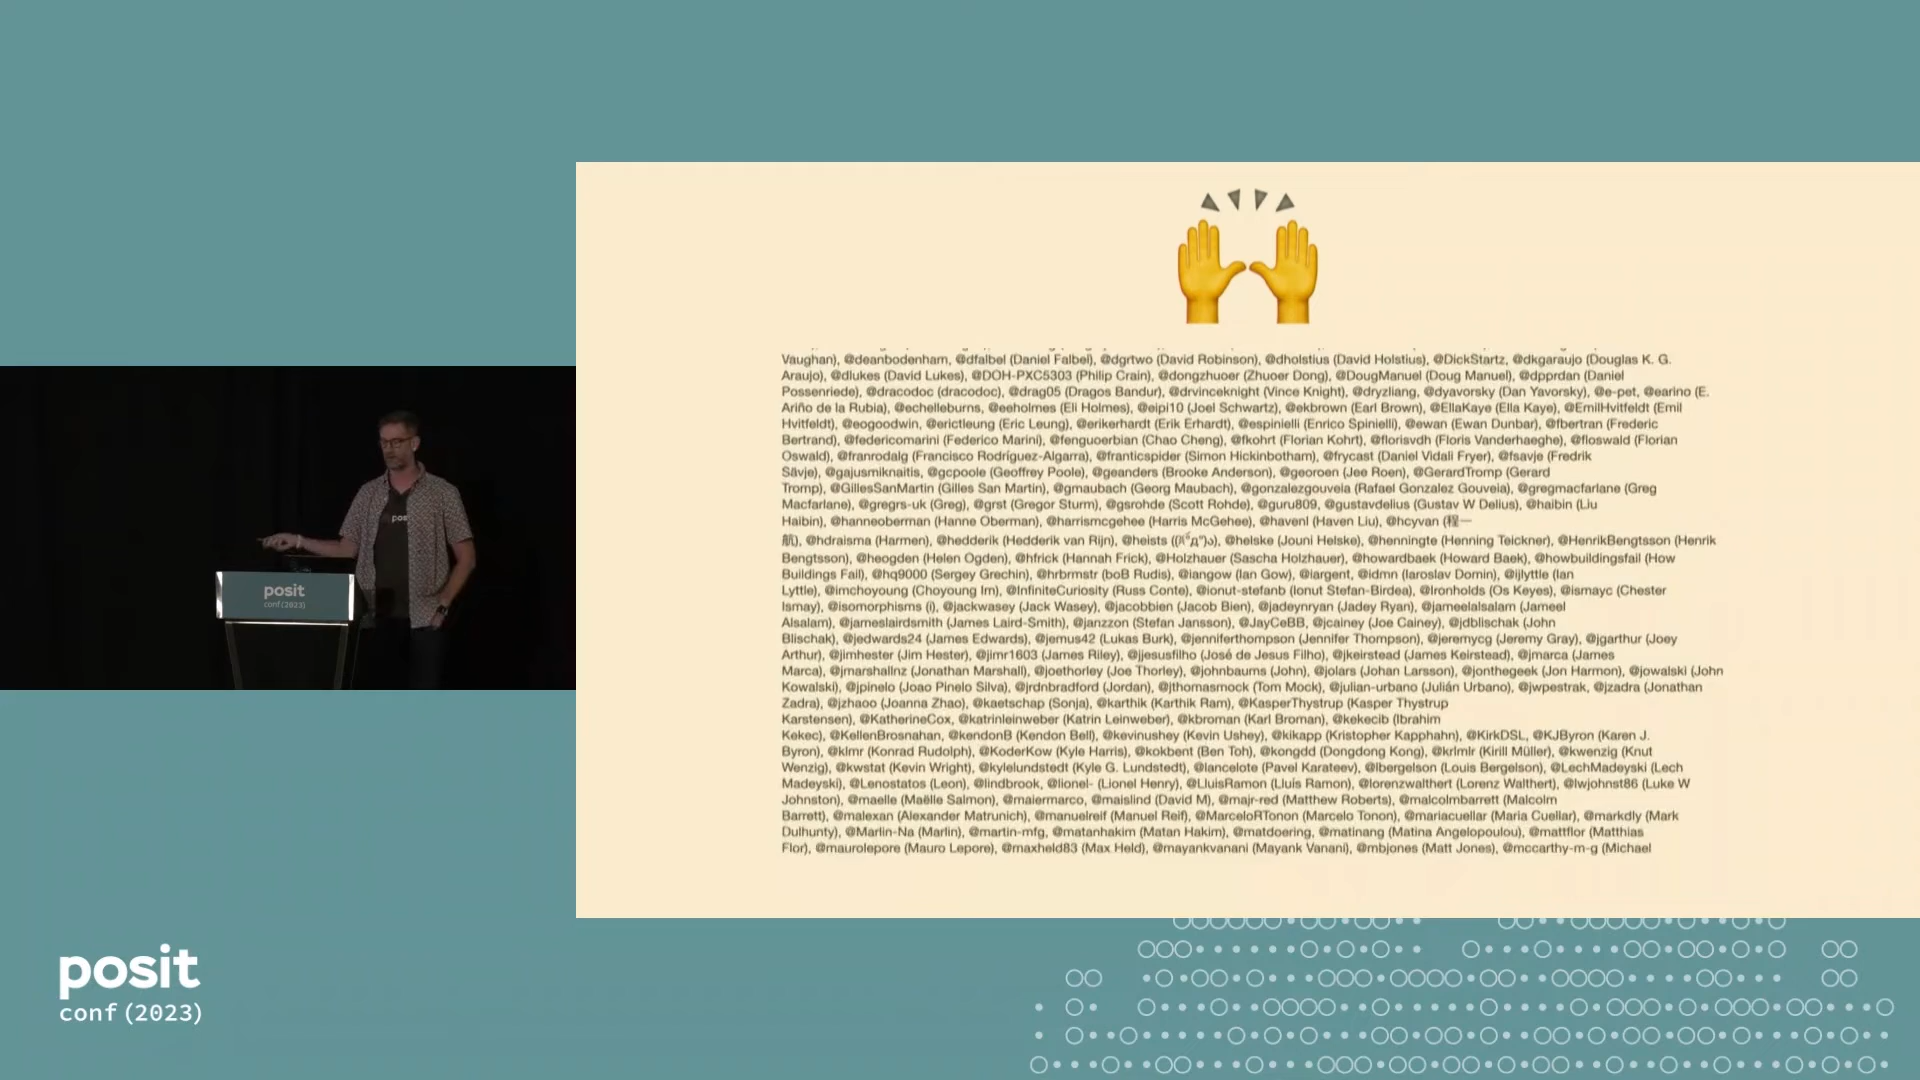 Vaughan), @deanbodenham, @dfalbel (Daniel Falbel), @dgrtwo (David Robinson), @dholstius (David Holstius), @DickStartz, @dkgaraujo (Douglas K. G.
Araujo), @dlukes (David Lukes), @DOH-PXC5303 (Philip Crain), @dongzhuoer (Zhuoer Dong), @DougManuel (Doug Manuel), @dpprdan (Daniel
Possenriede), @dracodoc (dracodoc), @drag05 (Dragos Bandur), @drvinceknight (Vince Knight), @dryzliang, @dyavorsky (Dan Yavorsky), @e-pet, @earino (E.
Ariño de la Rubia), @echelleburns, @eeholmes (Eli Holmes), @eipi10 (Joel Schwartz), @ekbrown (Earl Brown), @EllaKaye (Ella Kaye), @EmilHvitfeldt (Emil
Hvitfeldt), @eogoodwin, @erictleung (Eric Leung), @erikerhardt (Erik Erhardt), @espinielli (Enrico Spinielli), @ewan (Ewan Dunbar), @fbertran (Frederic
Bertrand), @federicomarini (Federico Marini), @fenguoerbian (Chao Cheng), @fkohrt (Florian Kohrt), @florisvdh (Floris Vanderhaeghe), @floswald (Florian
Oswald), @franrodalg (Francisco Rodríguez-Algarra), @franticspider (Simon Hickinbotham), @frycast (Daniel Vidali Fryer), @fsavje (Fredrik
Sävje), @gajusmiknaitis, @gcpoole (Geoffrey Poole), @geanders (Brooke Anderson), @georoen (Jee Roen), @GerardTromp (Gerard
Tromp), @GillesSanMartin (Gilles San Martin), @gmaubach (Georg Maubach), @gonzalezgouveia (Rafael Gonzalez Gouveia), @gregmacfarlane (Greg
Macfarlane), @gregrs-uk (Greg), @grst (Gregor Sturm), @gsrohde (Scott Rohde), @guru809, @gustavdelius (Gustav W Delius), @haibin (Liu
Haibin), @hanneoberman (Hanne Oberman), @harrismcgehee (Harris McGehee), @havenl (Haven Liu), @hcyvan (程一
航), @hdraisma (Harmen), @hedderik (Hedderik van Rijn), @heists, @helske (Jouni Helske), @henningte (Henning Teickner), @HenrikBengtsson (Henrik
Bengtsson), @heogden (Helen Ogden), @hfrick (Hannah Frick), @Holzhauer (Sascha Holzhauer), @howardbaek (Howard Baek), @howbuildingsfail (How
Buildings Fail), @hq9000 (Sergey Grechin), @hrbrmstr (boB Rudis), @iangow (Ian Gow), @iargent, @idmn (Iaroslav Domin), @ijlyttle (Ian
Lyttle), @imchoyoung (Choyoung Im), @InfiniteCuriosity (Russ Conte), @ionut-stefanb (Ionut Stefan-Birdea), @Ironholds (Os Keyes), @ismayc (Chester
Ismay), @isomorphisms (i), @jackwasey (Jack Wasey), @jacobbien (Jacob Bien), @jadeynryan (Jadey Ryan), @jameelalsalam (Jameel
Alsalam), @jameslairdsmith (James Laird-Smith), @janzzon (Stefan Jansson), @JayCeBB, @jcainey (Joe Cainey), @jdblischak (John
Blischak), @jedwards24 (James Edwards), @jemus42 (Lukas Burk), @jenniferthompson (Jennifer Thompson), @jeremycg (Jeremy Gray), @jgarthur (Joey
Arthur), @jimhester (Jim Hester), @jimr1603 (James Riley), @jjesusfilho (José de Jesus Filho), @jkeirstead (James Keirstead), @jmarca (James
Marca), @jmarshallnz (Jonathan Marshall), @joethorley (Joe Thorley), @johnbaums (John), @jolars (Johan Larsson), @jonthegeek (Jon Harmon), @jowalski (John
Kowalski), @jpinelo (Joao Pinelo Silva), @jrdnbradford (Jordan), @jthomasmock (Tom Mock), @julian-urbano (Julián Urbano), @jwpestrak, @jzadra (Jonathan
Zadra), @jzhaoo (Joanna Zhao), @kaetschap (Sonja), @karthik (Karthik Ram), @KasperThystrup (Kasper Thystrup
Karstensen), @KatherineCox, @katrinleinweber (Katrin Leinweber), @kbroman (Karl Broman), @kekecib (Ibrahim
Kekec), @KellenBrosnahan, @kendonB (Kendon Bell), @kevinushey (Kevin Ushey), @kikapp (Kristopher Kapphahn), @KirkDSL, @KJByron (Karen J.
Byron), @klmr (Konrad Rudolph), @KoderKow (Kyle Harris), @kokbent (Ben Toh), @kongdd (Dongdong Kong), @krlmlr (Kirill Müller), @kwenzig (Knut
Wenzig), @kwstat (Kevin Wright), @kylelundstedt (Kyle G. Lundstedt), @lancelote (Pavel Karateev), @lbergelson (Louis Bergelson), @LechMadeyski (Lech
Madeyski), @Lenostatos (Leon), @lindbrook, @lionel- (Lionel Henry), @LluisRamon (Lluís Ramon), @lorenzwalthert (Lorenz Walthert), @lwjohnst86 (Luke W
Johnston), @maelle (Maëlle Salmon), @maiermarco, @maislind (David M), @majr-red (Matthew Roberts), @malcolmbarrett (Malcolm
Barrett), @malexan (Alexander Matrunich), @manuelreif (Manuel Reif), @MarceloRTonon (Marcelo Tonon), @mariacuellar (Maria Cuellar), @markdly (Mark
Dulhunty), @Marlin-Na (Marlin), @martin-mfg, @matanhakim (Matan Hakim), @matdoering, @matinang (Matina Angelopoulou), @mattflor (Matthias
Flor), @maurolepore (Mauro Lepore), @maxheld83 (Max Held), @mayankvanani (Mayank Vanani), @mbjones (Matt Jones), @mccarthy-m-g (Michael
pos
posit
conf(2023)
posit
conf(2023)